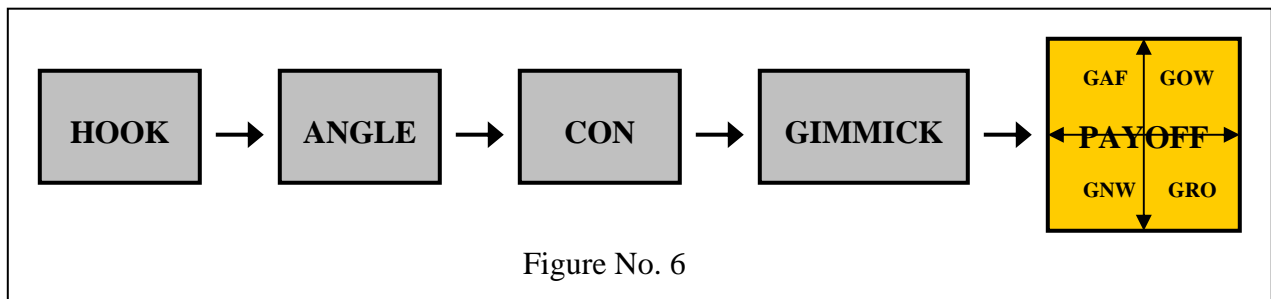 GAF GOW
HOOK ANGLE CON GIMMICK PAYOFF
GNW GRO
Figure No. 6